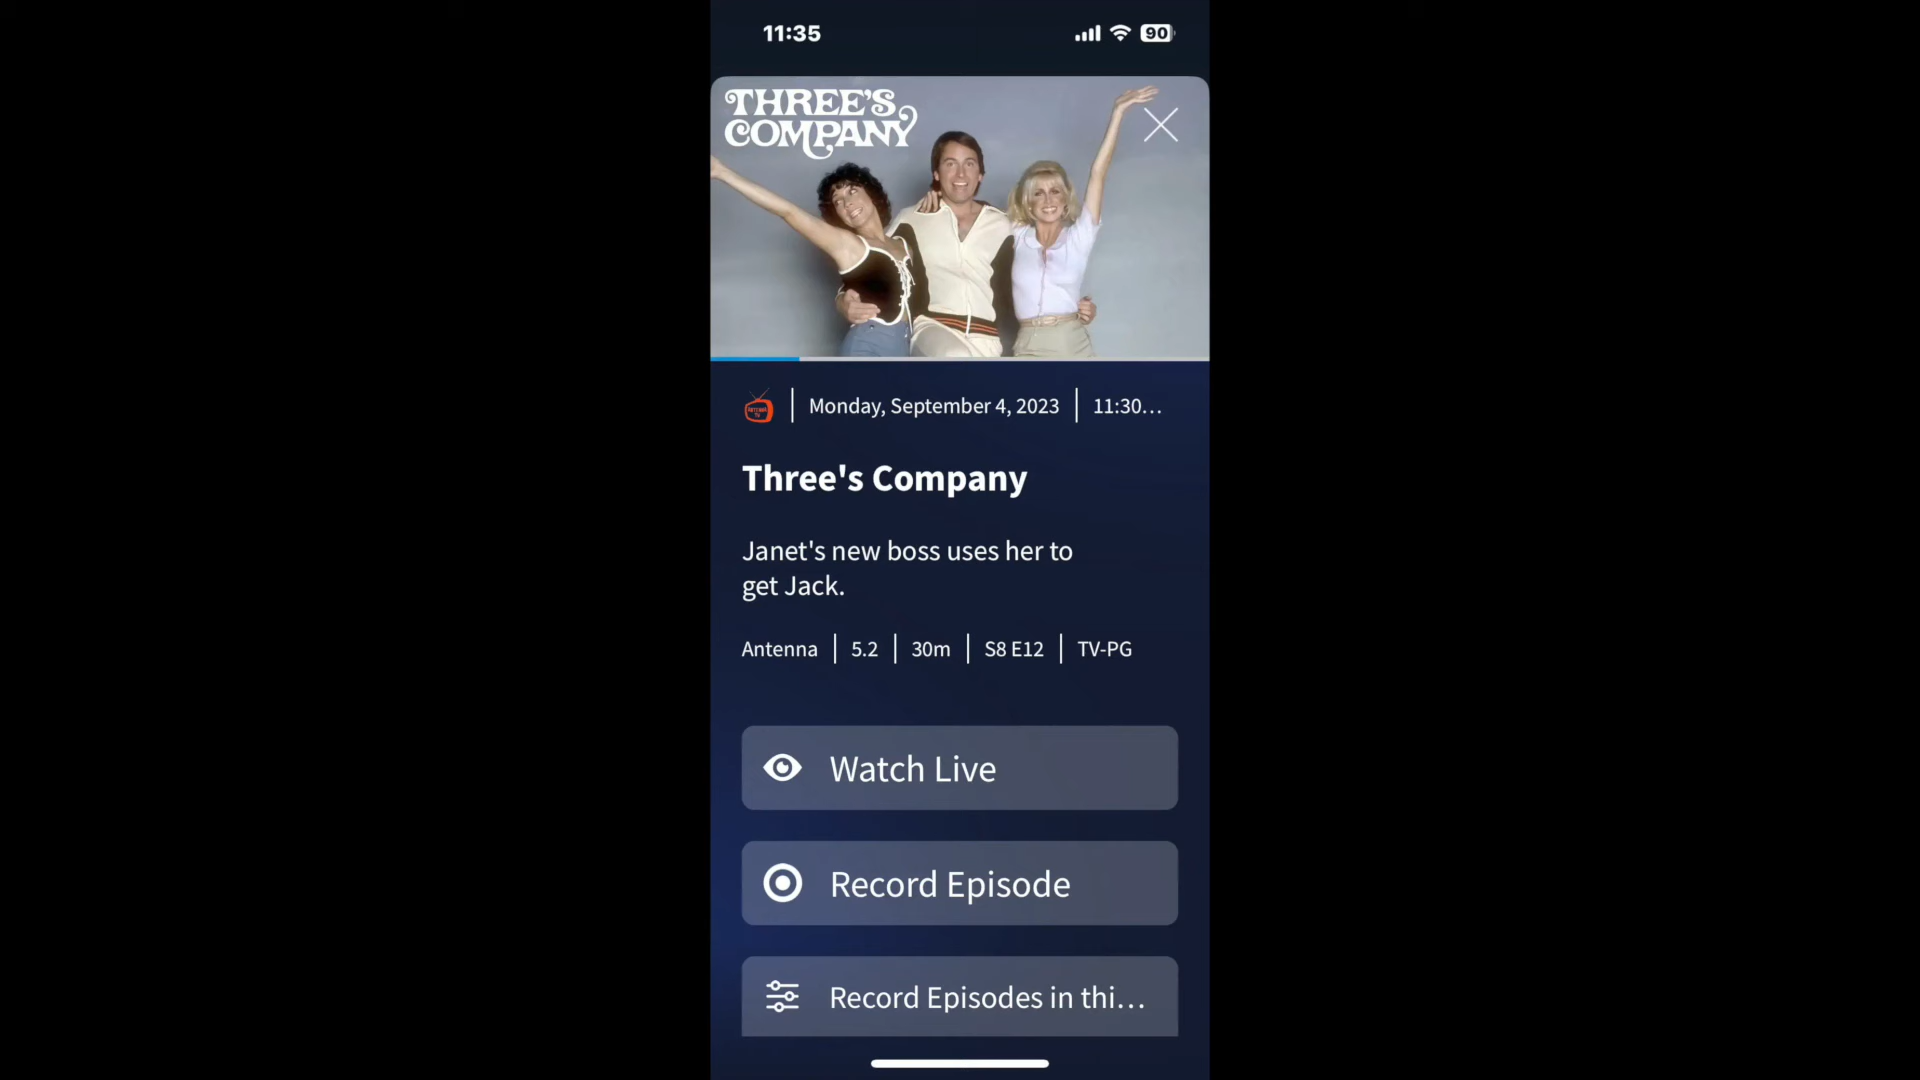 11:35
90
THREE'S
COMPANY
Monday, September 4, 2023
11:30...
Three's Company
Janet's new boss uses her to
get Jack.
Antenna
5.2
30m
S8 E12
TV-PG
Watch Live
Record Episode
Record Episodes in thi...